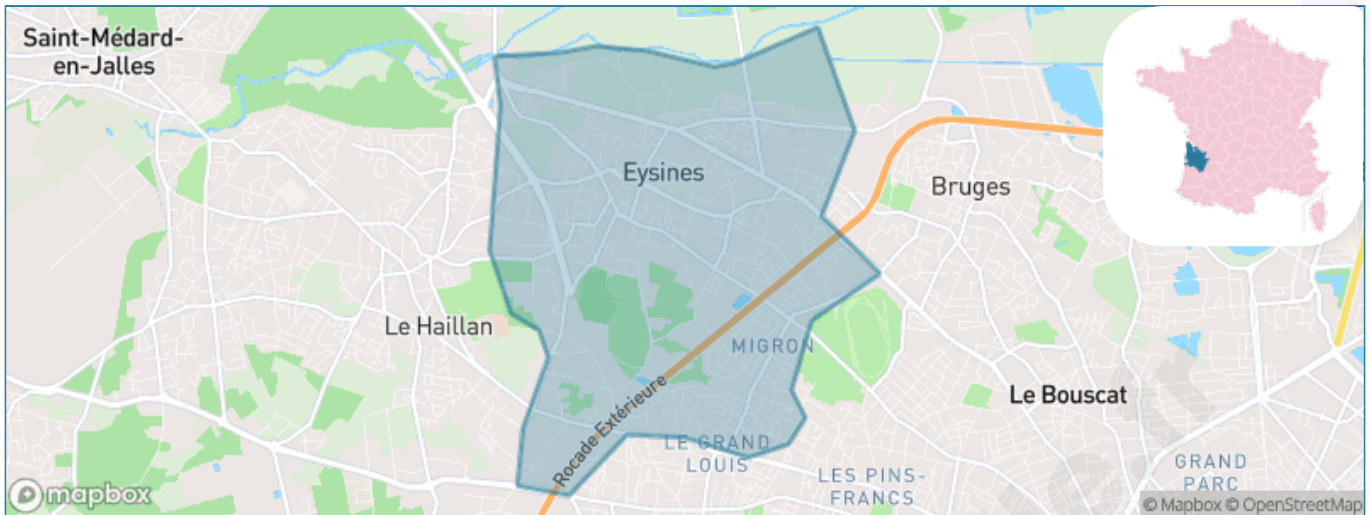 Saint-Médard-
en-Jalles
Eysines
Bruges
Le Haillan
MIGRON
Le Bouscat
Rocade Extérieure
LE GRAND
LOUIS
LES PINS-
FRANCS
GRAND
PARC
mapbox
© Mapbox © OpenStreetMap